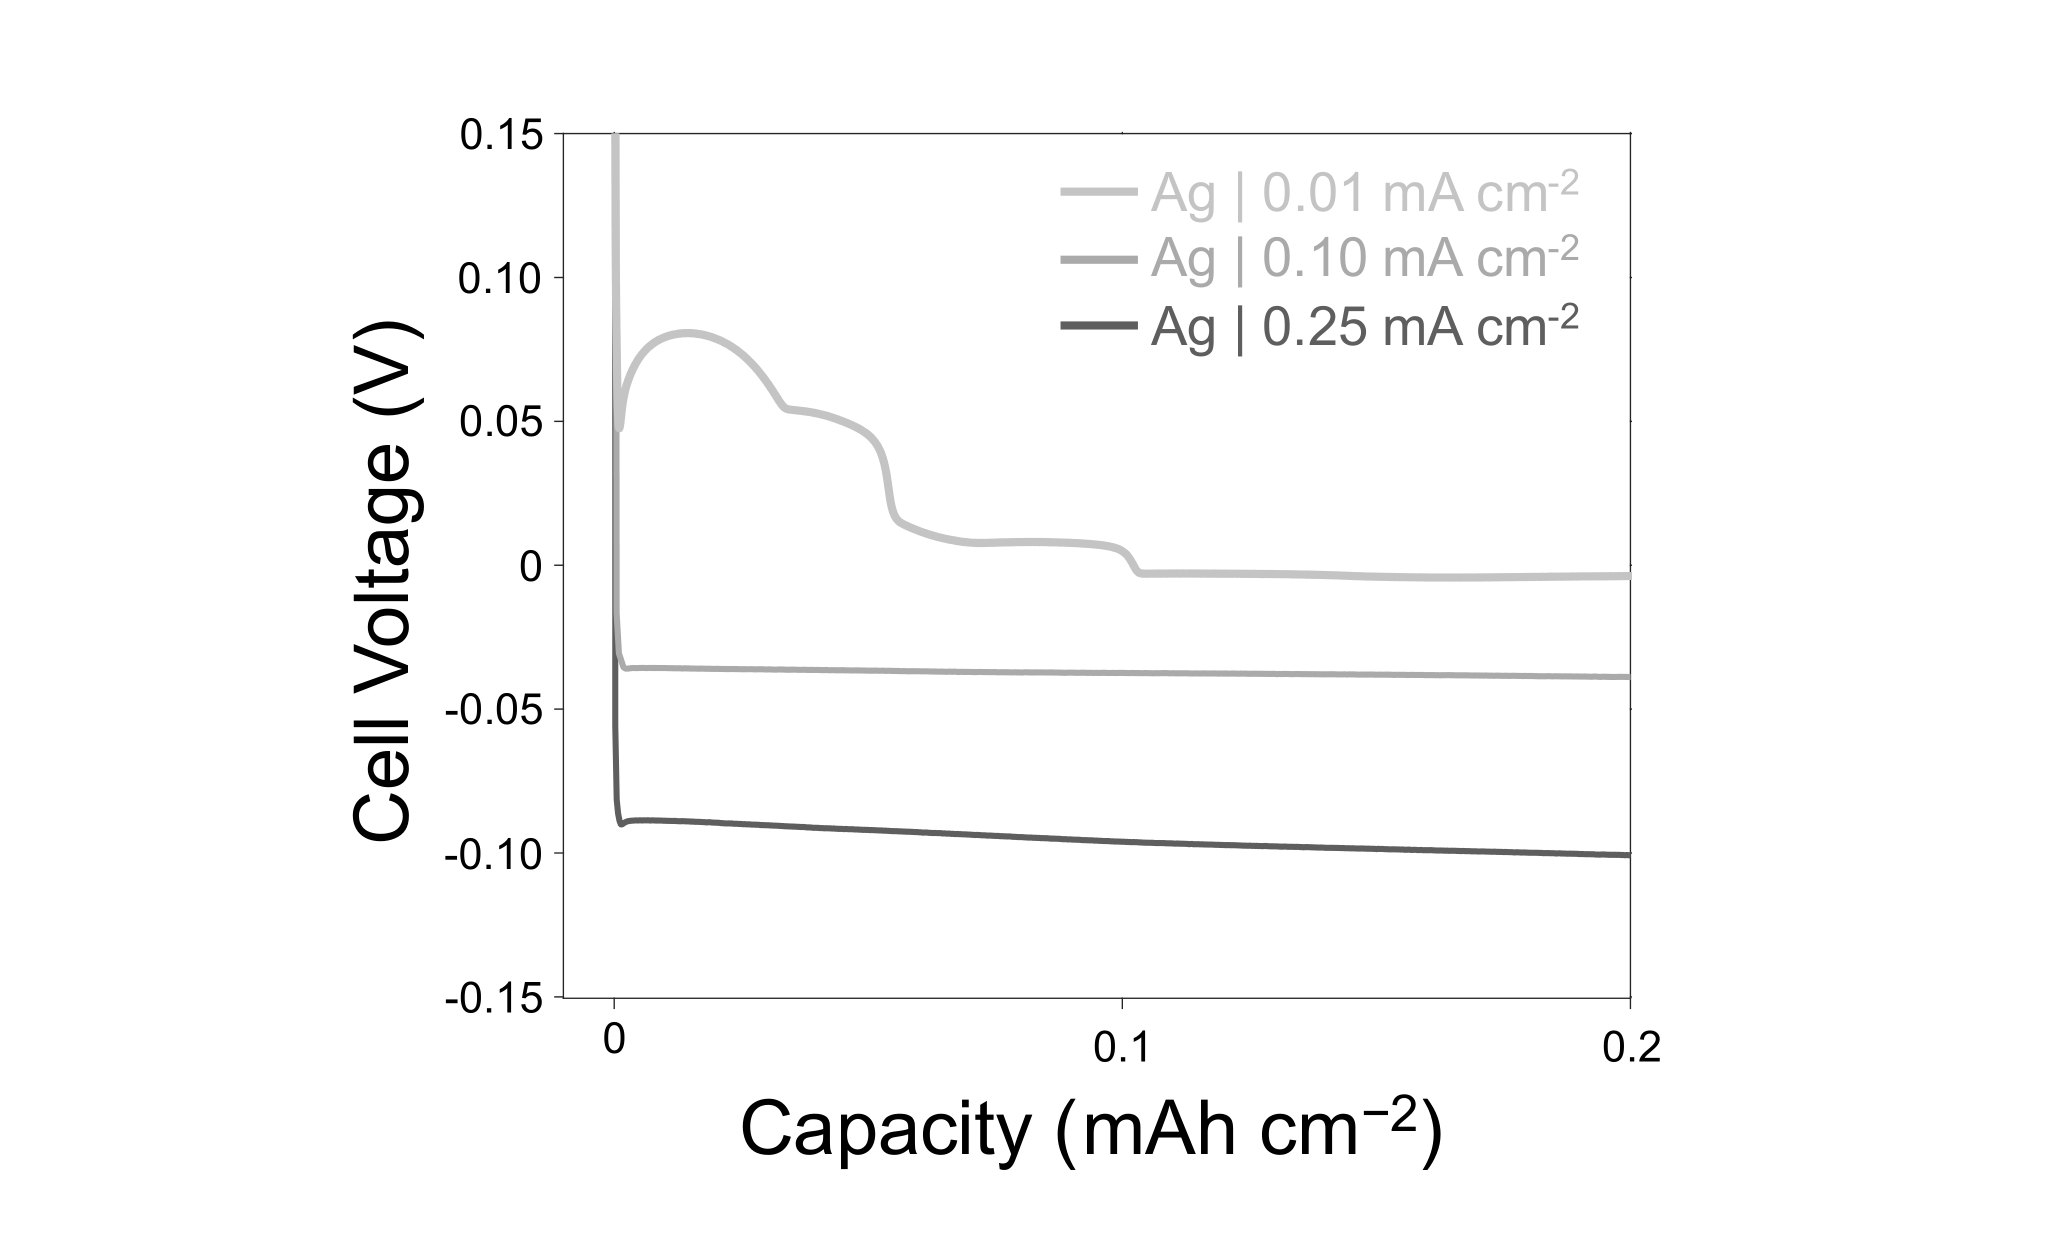 0.15
0.10
0.05
0
-0.05
-0.10
-0.15
Cell Voltage (V)
Ag | 0.01 mA cm-2
Ag | 0.10 mA cm-2
Ag | 0.25 mA cm-2
0 0.1 0.2
Capacity (mAh cm−2)